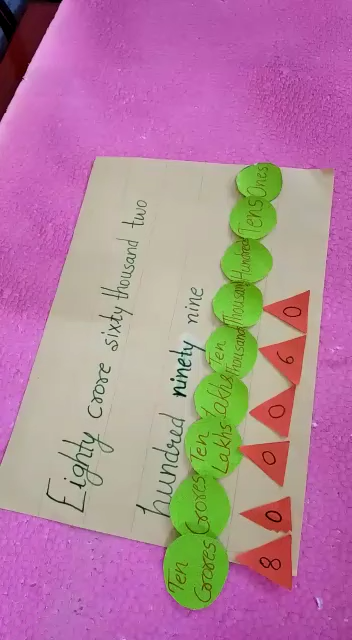 Eighty crore sixty thousand two
hundred ninety nine
Ten Crores
Crores
Ten Lakhs
Lakhs
Ten Thousand
Thousand
Hundred
Tens
Ones
8 0 0 0 6 0